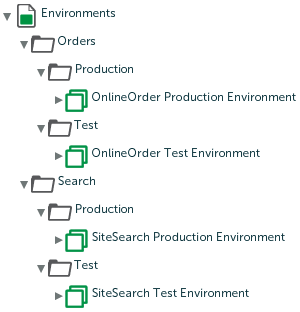 Environments
Orders
Production
OnlineOrder Production Environment
Test
OnlineOrder Test Environment
Search
Production
SiteSearch Production Environment
Test
SiteSearch Test Environment